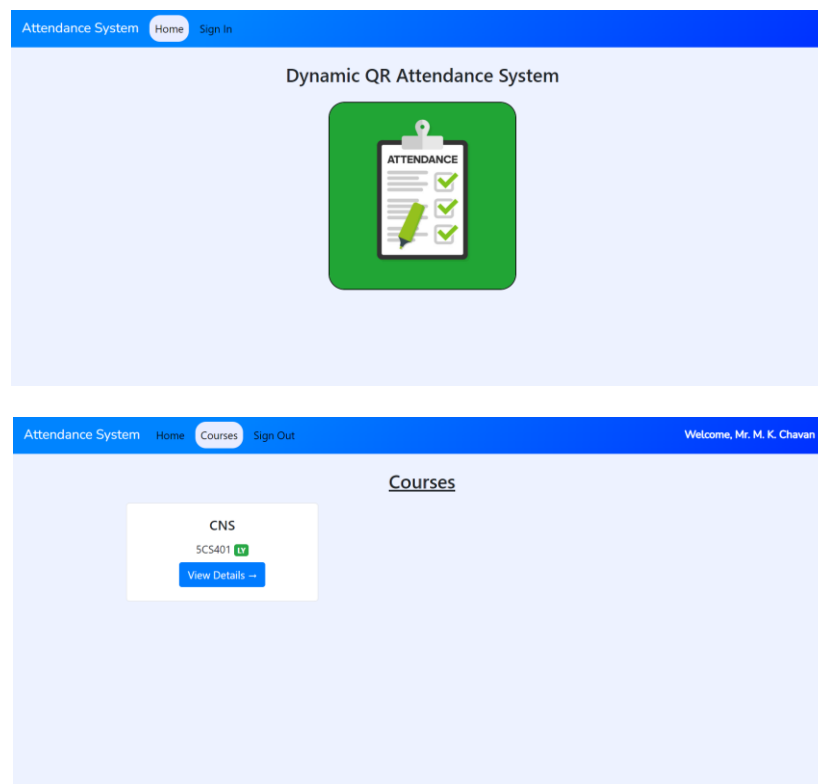 Attendance System Home Sign In
Dynamic QR Attendance System
ATTENDANCE
Attendance System Home Courses Sign Out Welcome, Mr. M. K. Chavan
Courses
CNS
5CS401 LY
View Details →